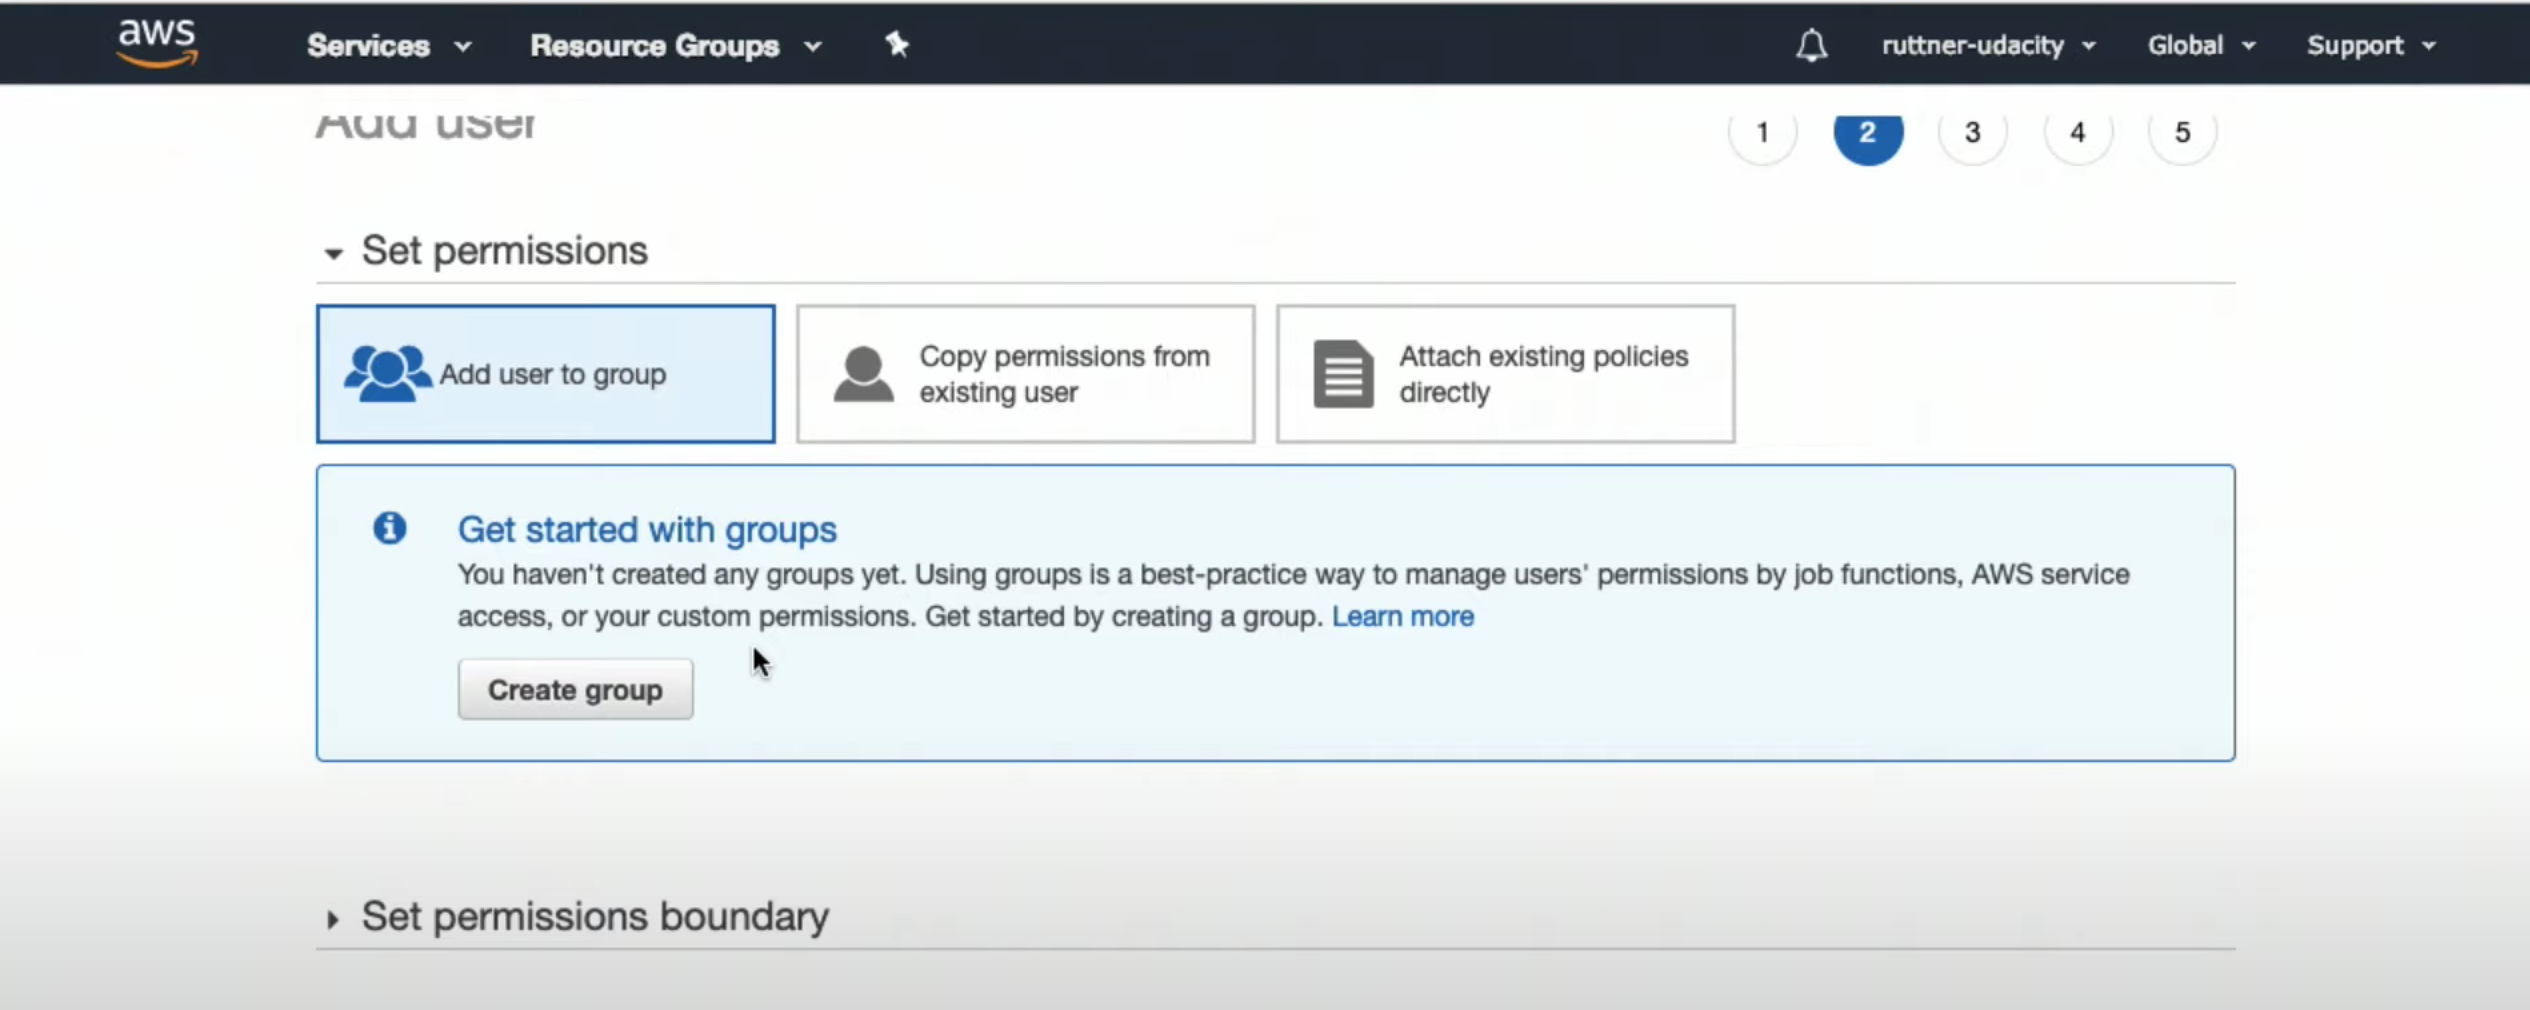 aws Services Resource Groups ruttner-udacity Global Support
Add user 1 2 3 4 5
Set permissions
Add user to group
Copy permissions from
existing user
Attach existing policies
directly
Get started with groups
You haven't created any groups yet. Using groups is a best-practice way to manage users' permissions by job functions, AWS service
access, or your custom permissions. Get started by creating a group. Learn more
Create group
Set permissions boundary